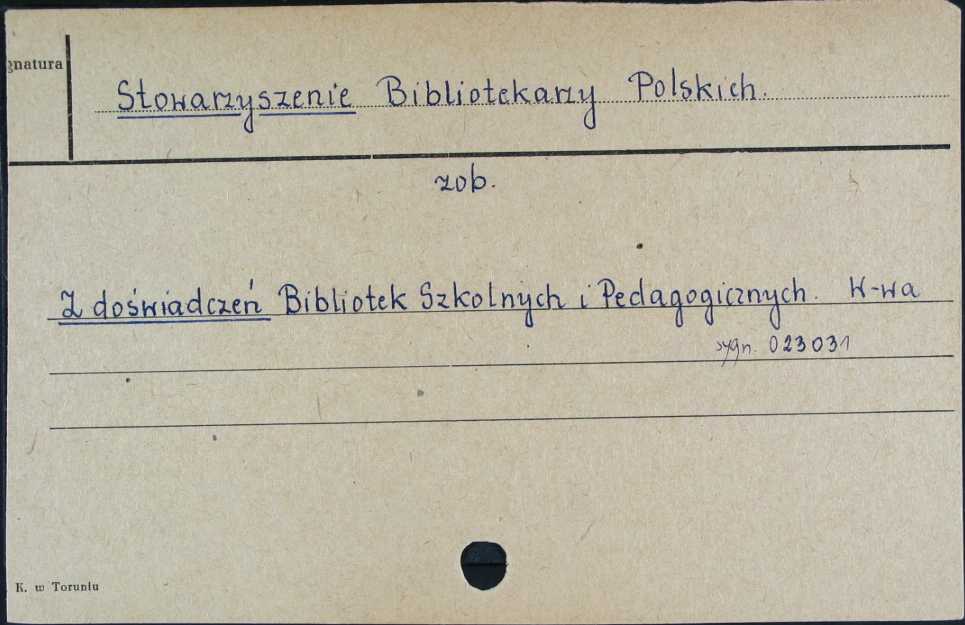 gnatura
Stowarzyszenie Bibliotekarzy Polskich.
zob.
Z doświadczeń Bibliotek Szkolnych i Pedagogicznych. W-wa
sygn. 023031
K. w Toruniu